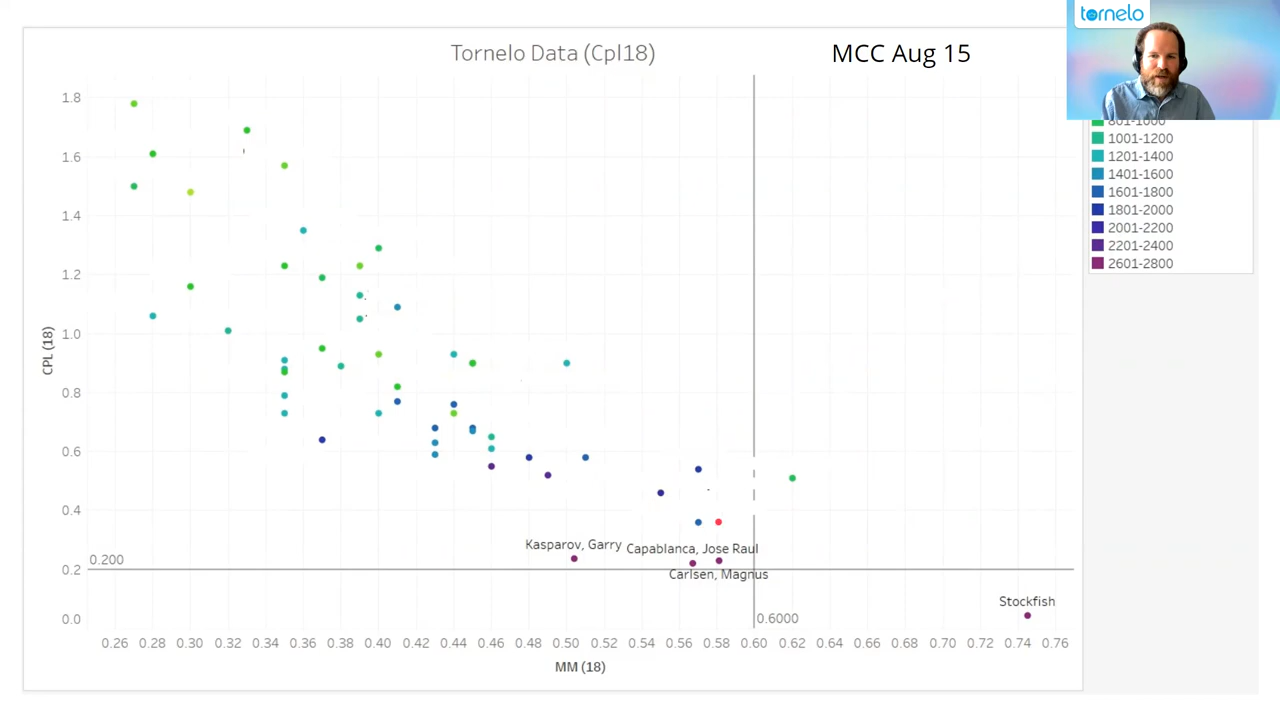 tornelo
Tornelo Data (Cpl18)
MCC Aug 15
1.8
1.6
1.4
1.2
1.0
0.8
0.6
0.4
0.2
0.0
CPL (18)
801-1000
1001-1200
1201-1400
1401-1600
1601-1800
1801-2000
2001-2200
2201-2400
2601-2800
Kasparov, Garry
Capablanca, Jose Raul
0.200
Carlsen, Magnus
Stockfish
0.6000
0.26 0.28 0.30 0.32 0.34 0.36 0.38 0.40 0.42 0.44 0.46 0.48 0.50 0.52 0.54 0.56 0.58 0.60 0.62 0.64 0.66 0.68 0.70 0.72 0.74 0.76
MM (18)